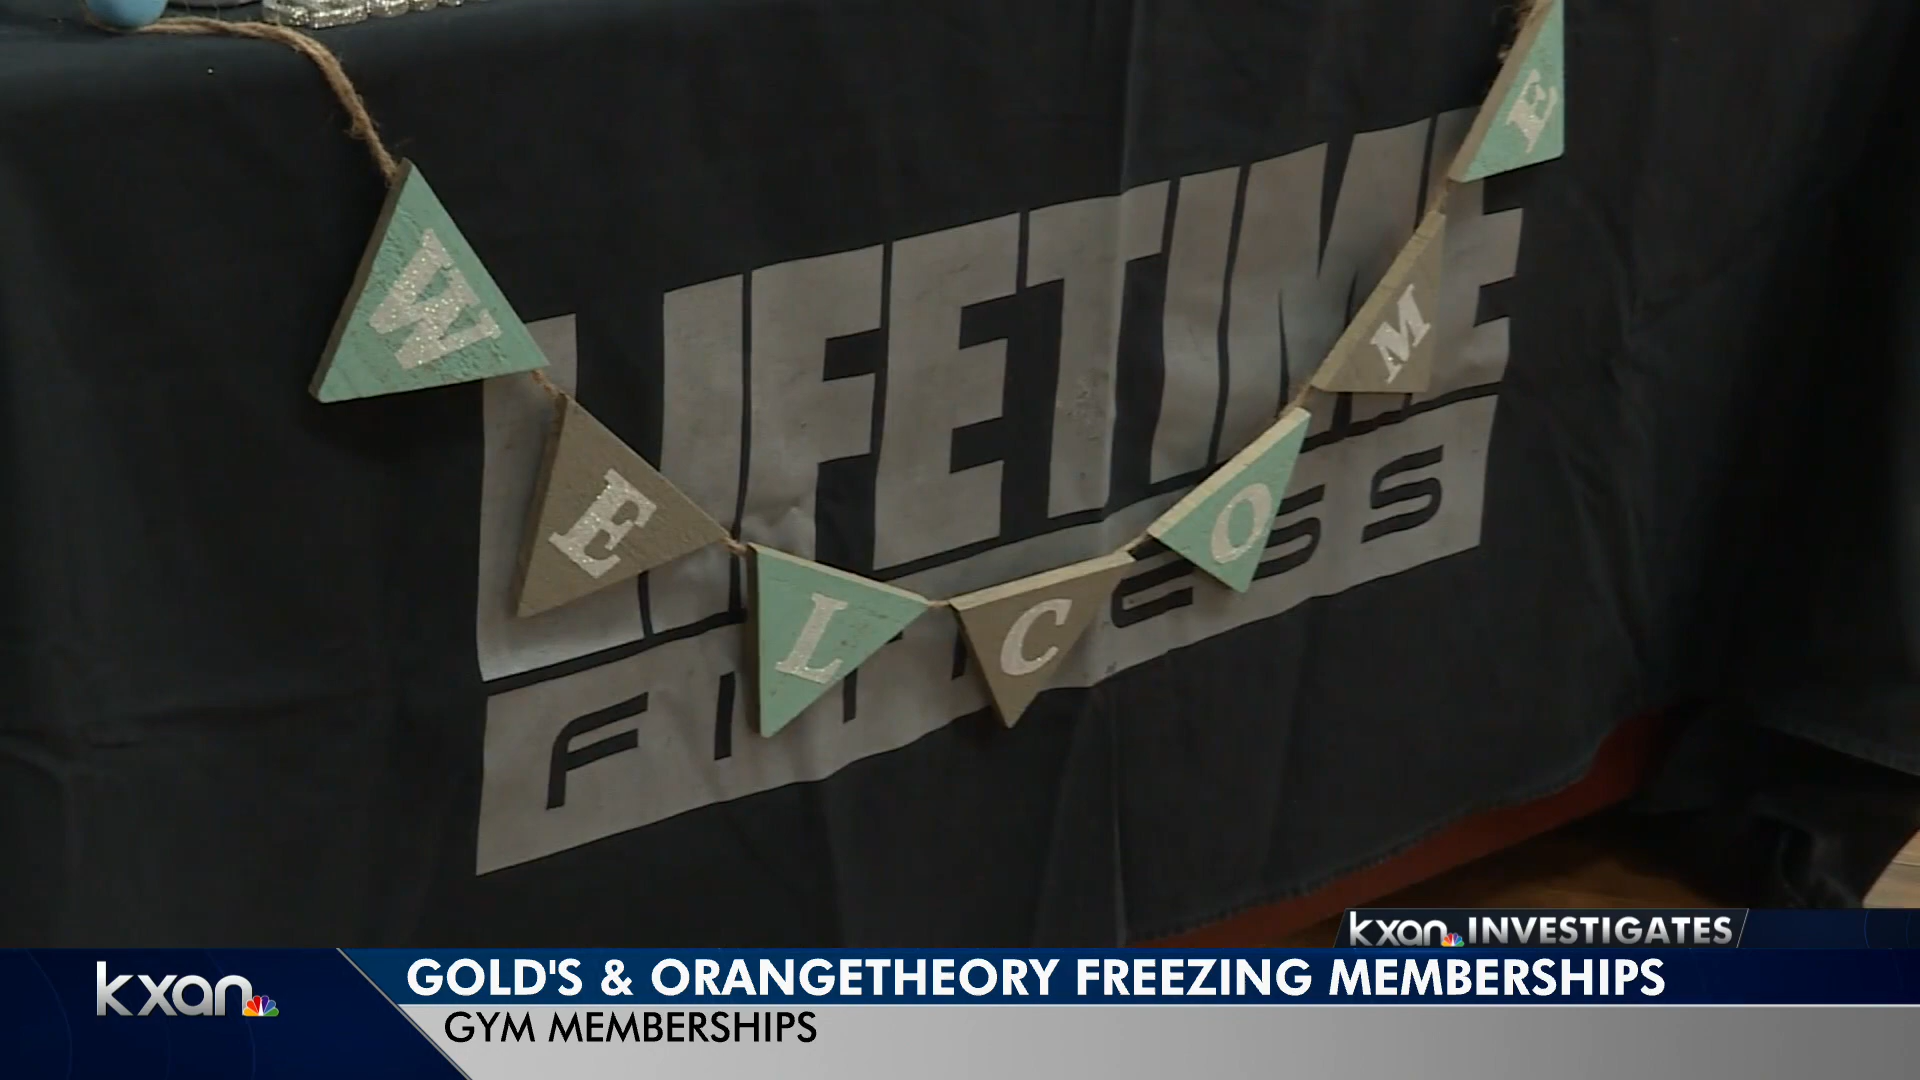 WELCOME
LIFETIME
FITNESS
kxan INVESTIGATES
kxan
GOLD'S & ORANGETHEORY FREEZING MEMBERSHIPS
GYM MEMBERSHIPS